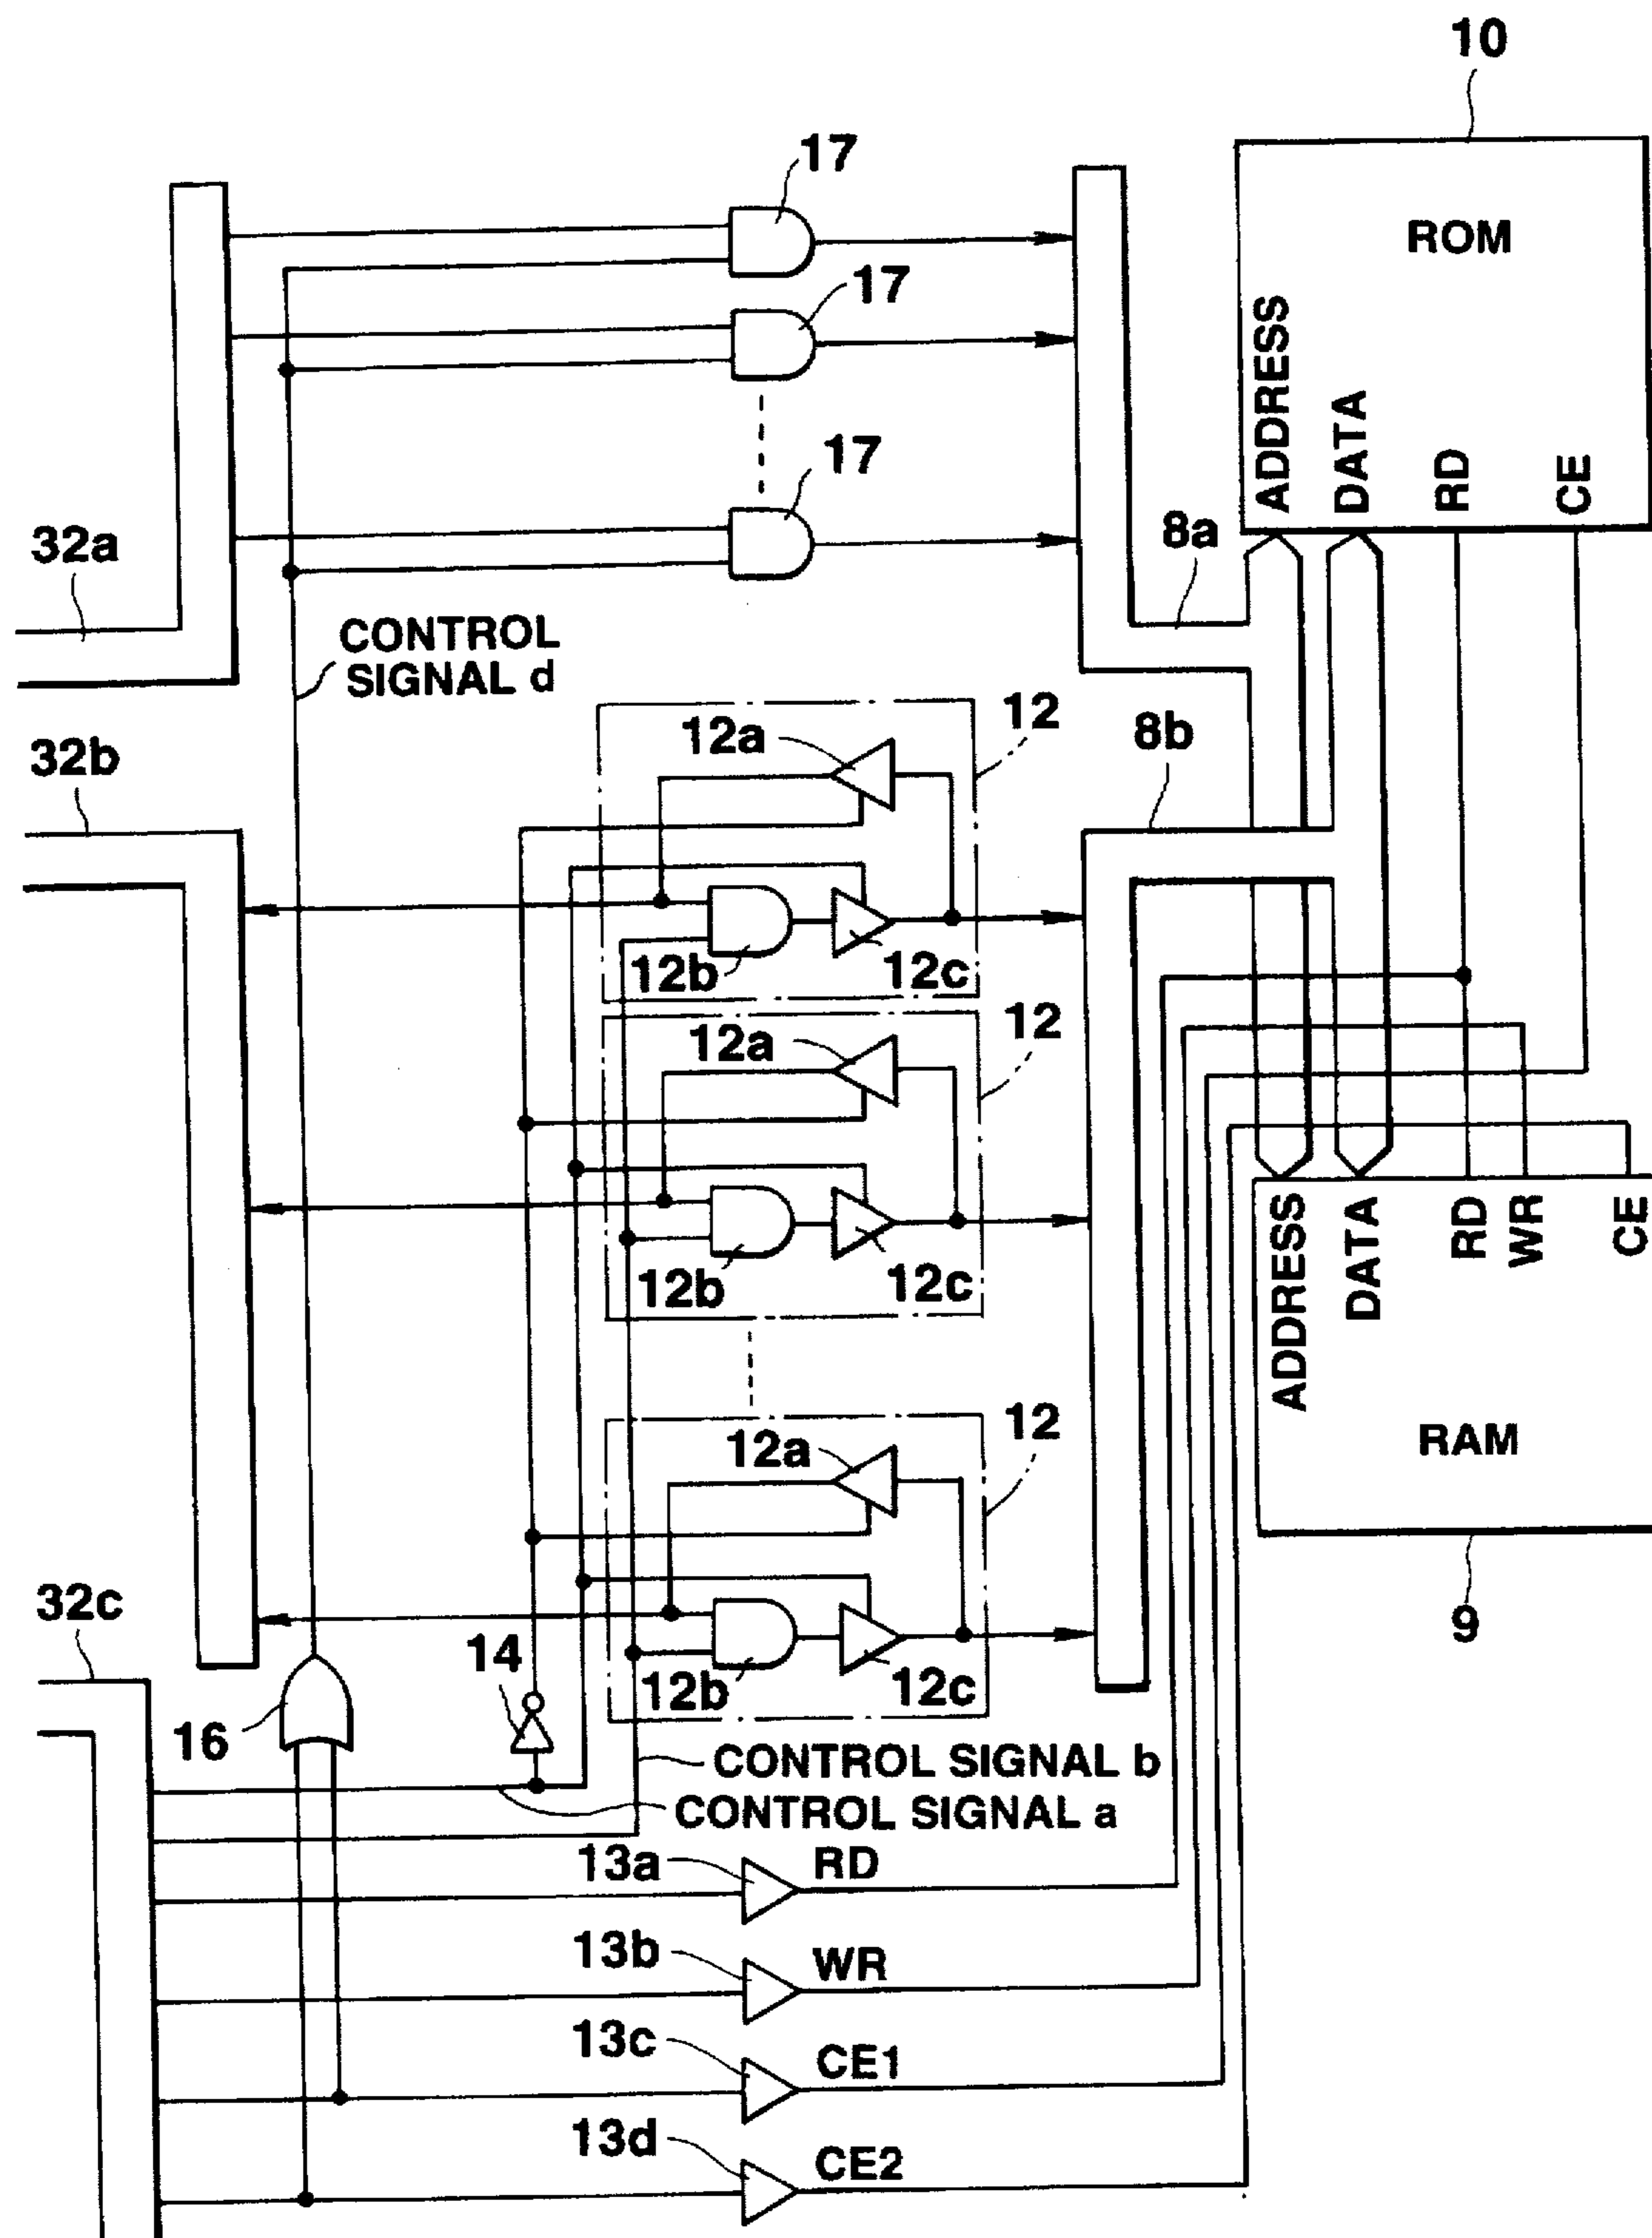 10
17
ROM
17
ADDRESS
DATA
RD
CE
17
8a
32a
CONTROL
SIGNAL d
12
12a
8b
32b
12b
12c
12
12a
12b
12c
ADDRESS
DATA
RD
WR
CE
12
12a
RAM
32c
9
14
12b
12c
16
CONTROL SIGNAL b
CONTROL SIGNAL a
13a
RD
13b
WR
13c
CE1
13d
CE2